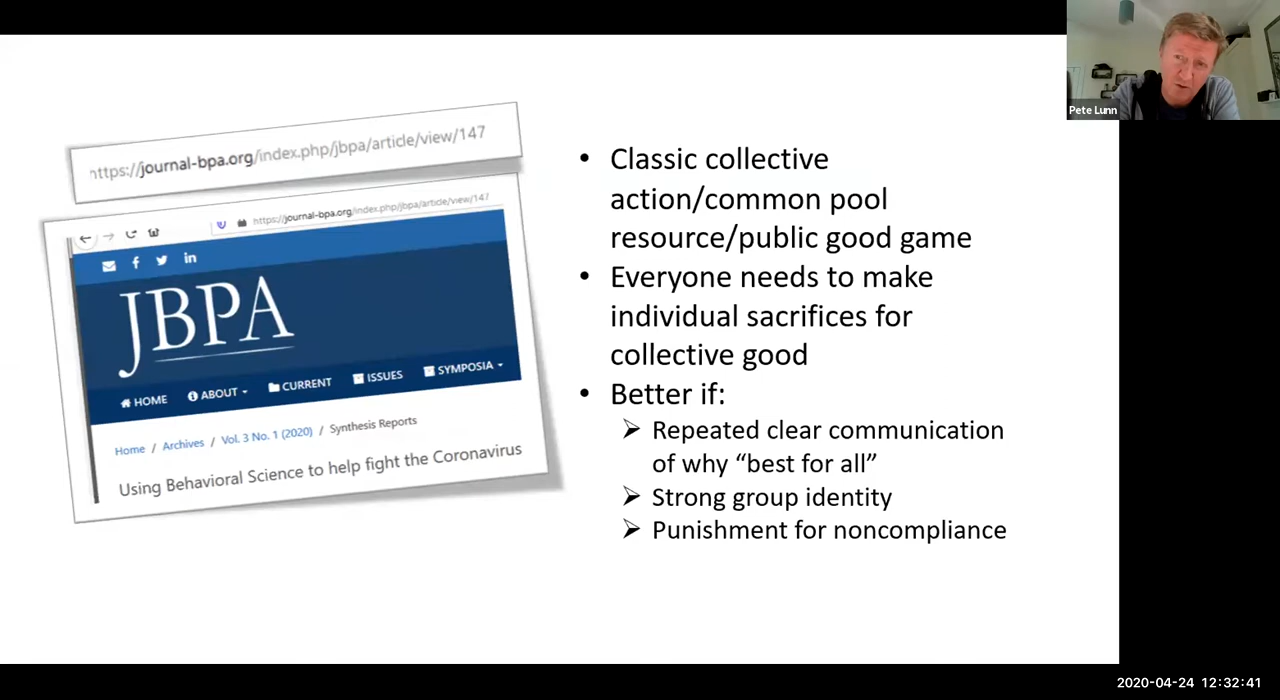 Pete Lunn
https://journal-bpa.org/index.php/jbpa/article/view/147
https://journal-bpa.org/index.php/jbpa/article/view/147
JBPA
HOME ABOUT CURRENT ISSUES SYMPOSIA
Home / Archives / Vol. 3 No. 1 (2020) / Synthesis Reports
Using Behavioral Science to help fight the Coronavirus
• Classic collective
action/common pool
resource/public good game
• Everyone needs to make
individual sacrifices for
collective good
• Better if:
➢ Repeated clear communication
of why “best for all”
➢ Strong group identity
➢ Punishment for noncompliance
2020-04-24 12:32:41